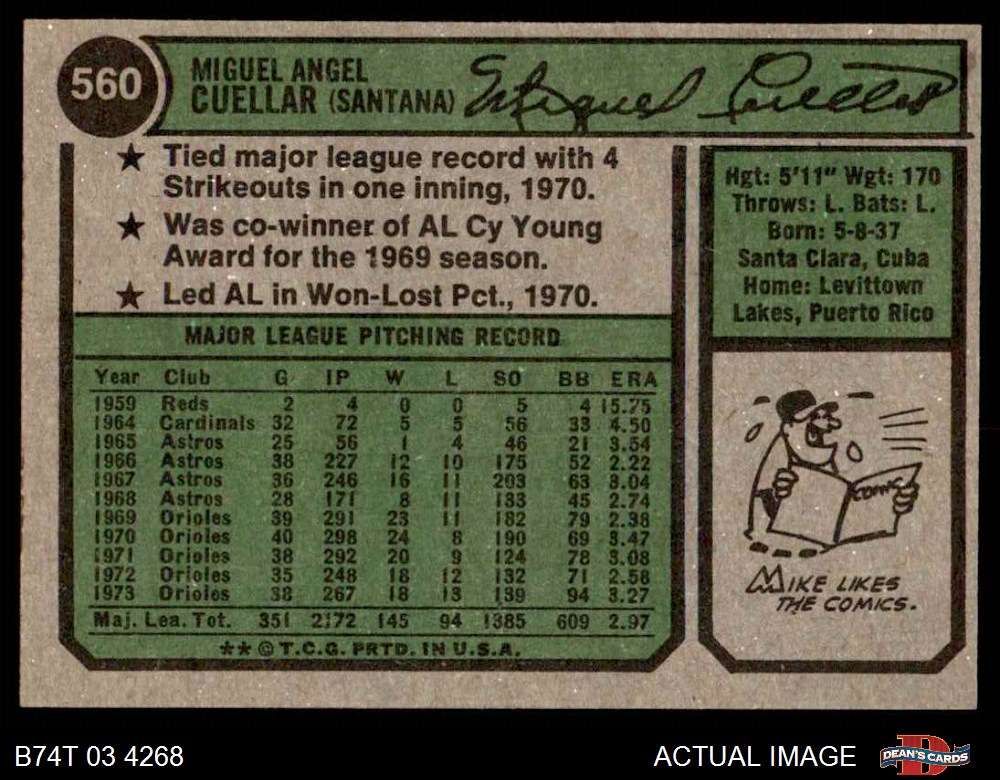 560
MIGUEL ANGEL
CUELLAR (SANTANA)
Miguel Cuellar
★ Tied major league record with 4
Strikeouts in one inning, 1970.
★ Was co-winner of AL Cy Young
Award for the 1969 season.
★ Led AL in Won-Lost Pct., 1970.
MAJOR LEAGUE PITCHING RECORD
Year Club G IP W L SO BB ERA
1959 Reds 2 4 0 0 5 4 15.75
1964 Cardinals 32 72 5 5 56 33 4.50
1965 Astros 25 56 1 4 46 21 3.54
1966 Astros 38 227 12 10 175 52 2.22
1967 Astros 36 246 16 11 203 63 3.04
1968 Astros 28 171 8 11 133 45 2.74
1969 Orioles 39 291 23 11 182 79 2.38
1970 Orioles 40 298 24 8 190 69 3.47
1971 Orioles 38 292 20 9 124 78 3.08
1972 Orioles 35 248 18 12 132 71 2.58
1973 Orioles 38 267 18 13 139 94 3.27
Maj. Lea. Tot. 351 2172 145 94 1385 609 2.97
★★ © T.C.G. PRTD. IN U.S.A.
Hgt: 5'11" Wgt: 170
Throws: L. Bats: L.
Born: 5-8-37
Santa Clara, Cuba
Home: Levittown
Lakes, Puerto Rico
COMIC
MIKE LIKES
THE COMICS.
B74T 03 4268
ACTUAL IMAGE
DEAN'S CARDS